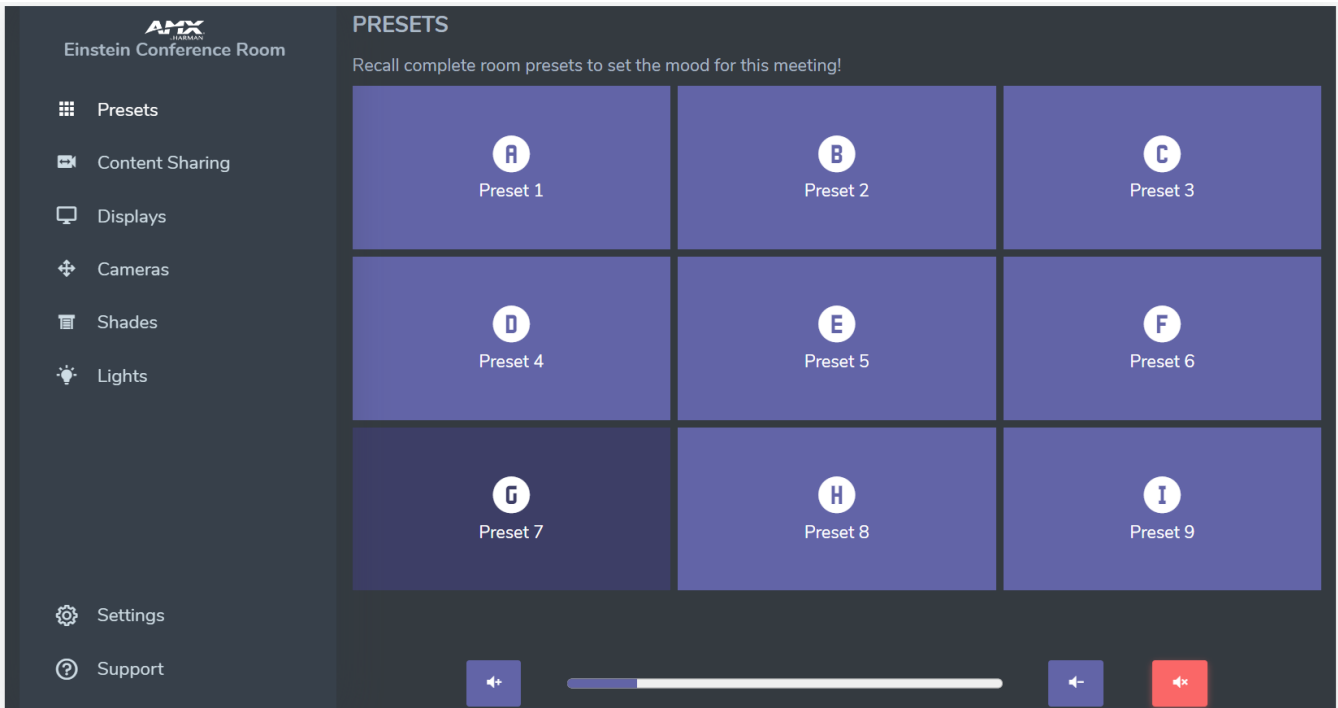 AMX
HARMAN
Einstein Conference Room
Presets
Content Sharing
Displays
Cameras
Shades
Lights
Settings
Support
PRESETS
Recall complete room presets to set the mood for this meeting!
A
Preset 1
B
Preset 2
C
Preset 3
D
Preset 4
E
Preset 5
F
Preset 6
G
Preset 7
H
Preset 8
I
Preset 9